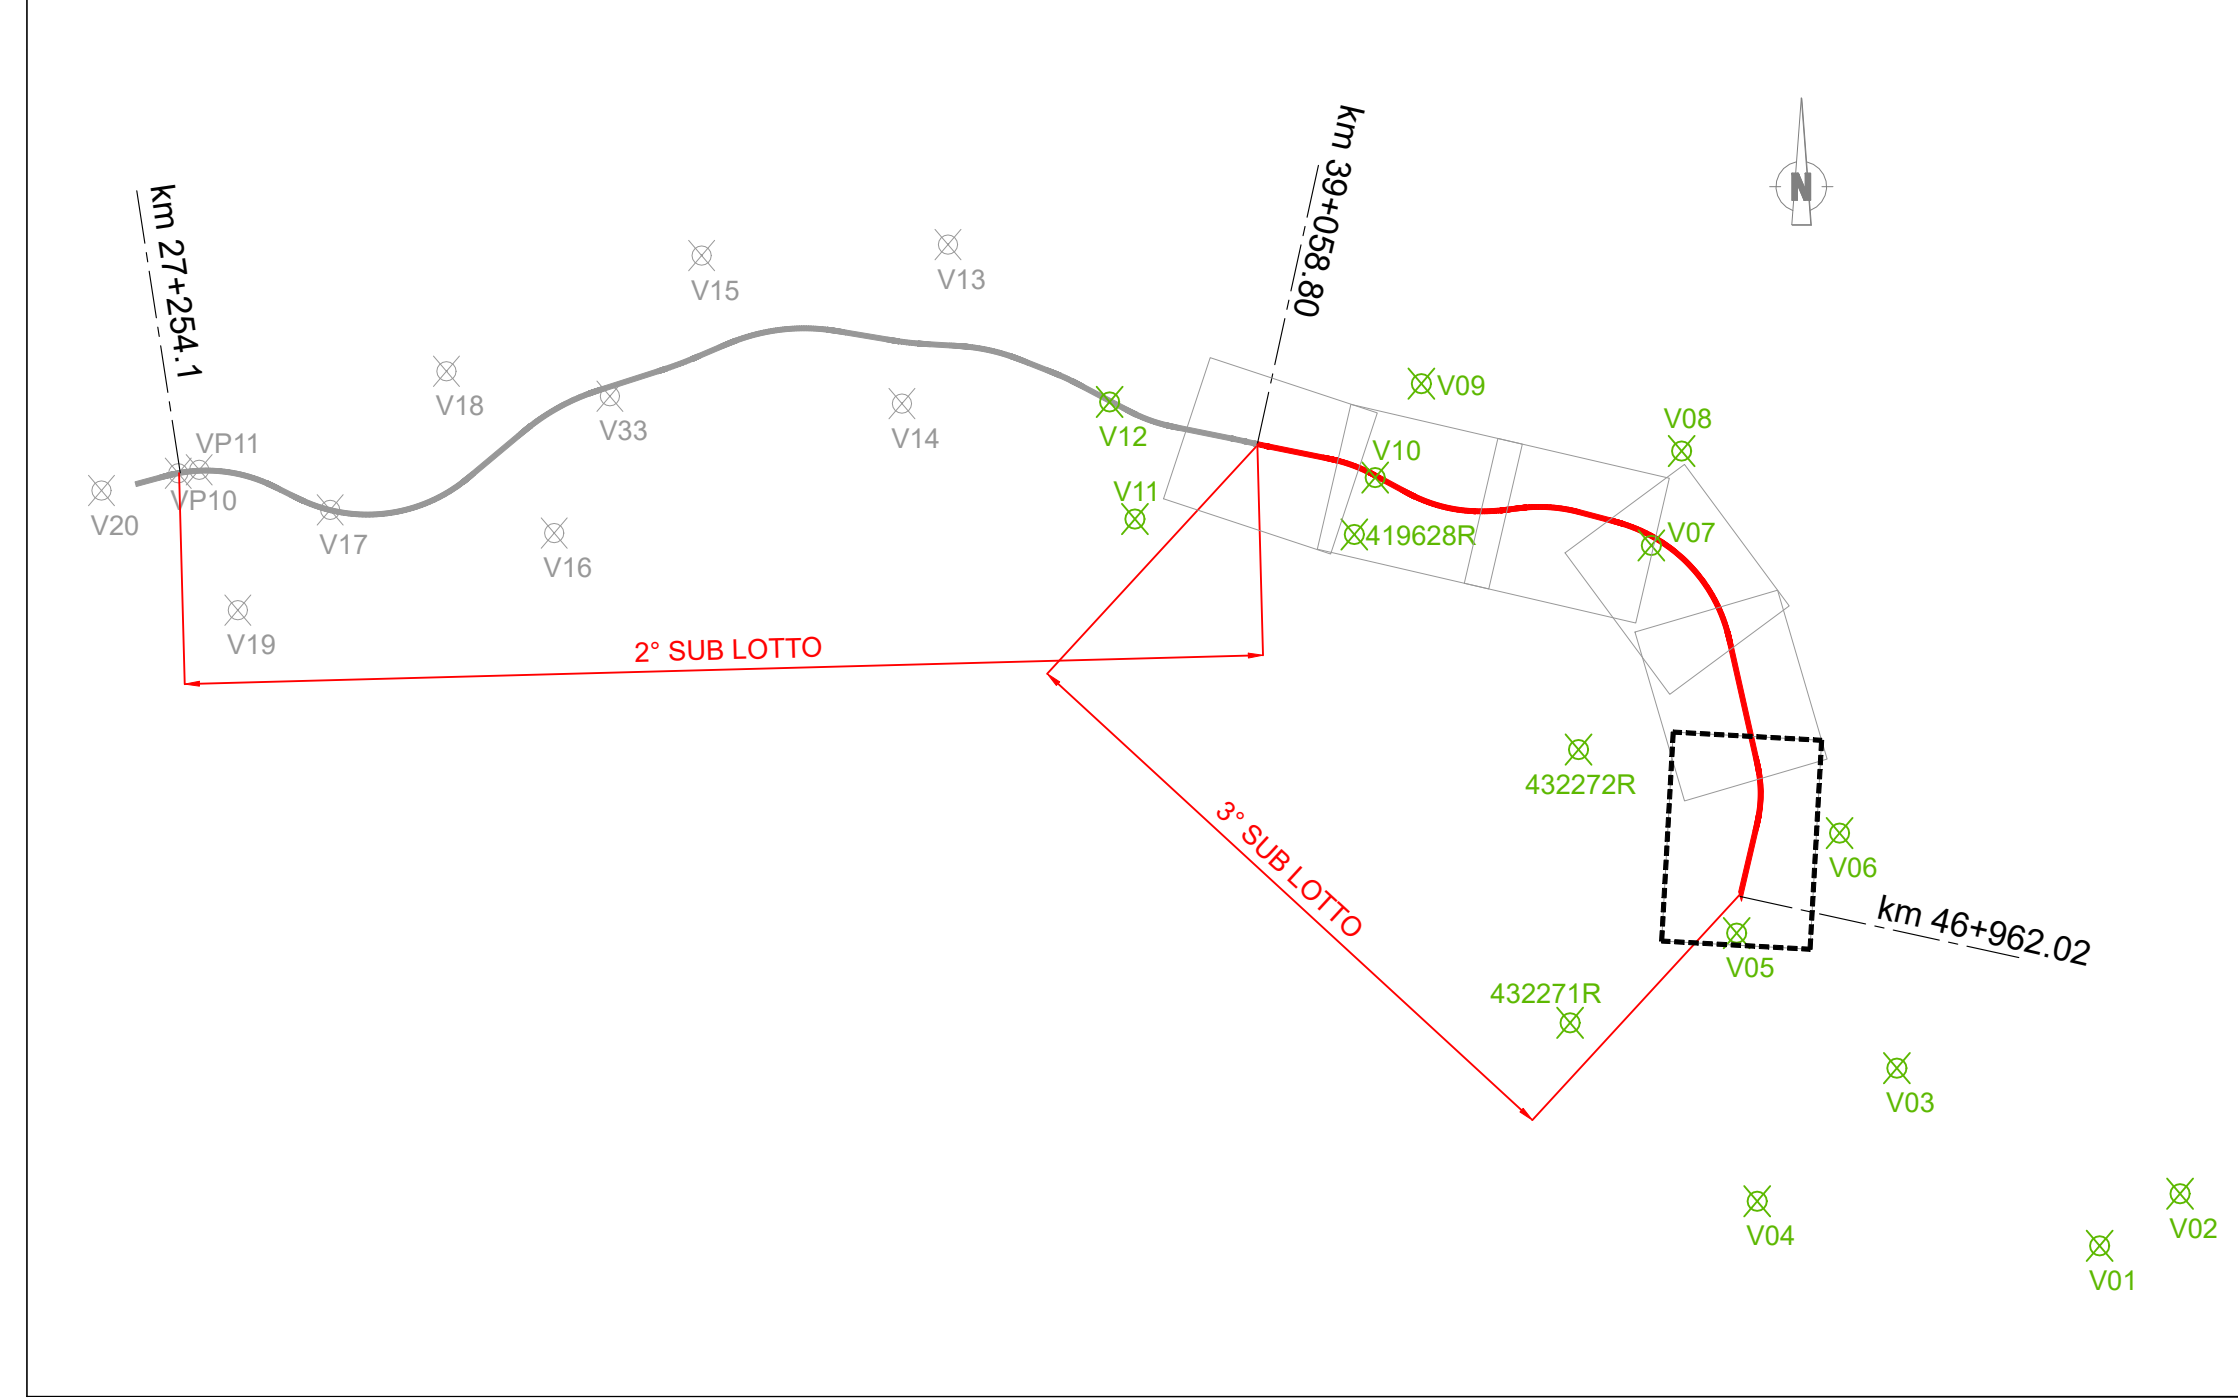 km 27+254.1
km 39+058.80
N
V15
V13
V18
V33
V14
V12
V09
V08
V10
VP11
VP10
V20
V17
V16
V11
419628R
V07
V19
2° SUB LOTTO
432272R
3° SUB LOTTO
V06
km 46+962.02
V05
432271R
V03
V04
V02
V01